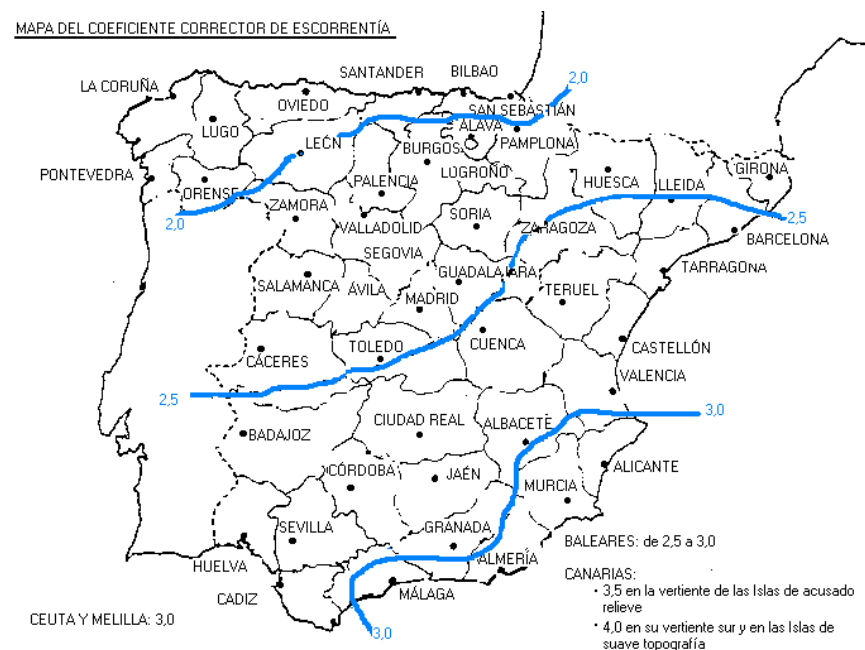 MAPA DEL COEFICIENTE CORRECTOR DE ESCORRENTÍA
SANTANDER
BILBAO
2,0
LA CORUÑA
OVIEDO
SAN SEBASTIÁN
LUGO
LEÓN
ÁLAVA
BURGOS
PAMPLONA
PONTEVEDRA
ORENSE
PALENCIA
LOGROÑO
HUESCA
LLEIDA
GIRONA
2,0
ZAMORA
VALLADOLID
SORIA
ZARAGOZA
2,5
BARCELONA
SEGOVIA
SALAMANCA
ÁVILA
GUADALAJARA
TARRAGONA
MADRID
TERUEL
CÁCERES
TOLEDO
CUENCA
CASTELLÓN
VALENCIA
2,5
BADAJOZ
CIUDAD REAL
ALBACETE
3,0
CÓRDOBA
JAÉN
ALICANTE
MURCIA
SEVILLA
GRANADA
BALEARES: de 2,5 a 3,0
HUELVA
ALMERÍA
CADIZ
MÁLAGA
CANARIAS:
· 3,5 en la vertiente de las Islas de acusado
relieve
CEUTA Y MELILLA: 3,0
3,0
· 4,0 en su vertiente sur y en las Islas de
suave topografía